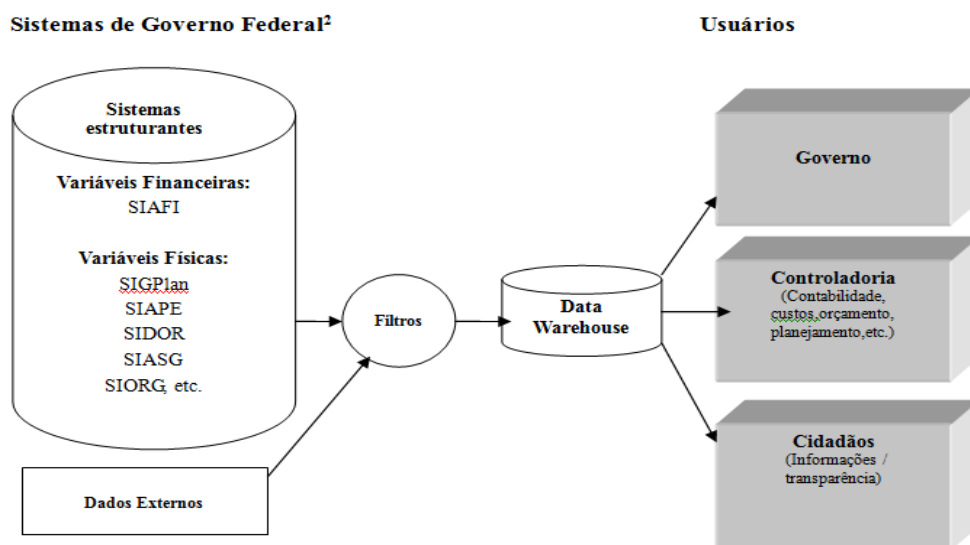 Sistemas de Governo Federal²
Usuários
Sistemas
estruturantes
Variáveis Financeiras:
SIAFI
Variáveis Físicas:
SIGPlan
SIAPE
SIDOR
SIASG
SIORG, etc.
Dados Externos
Filtros
Data
Warehouse
Governo
Controladoria
(Contabilidade,
custos,orçamento,
planejamento,etc.)
Cidadãos
(Informações /
transparência)